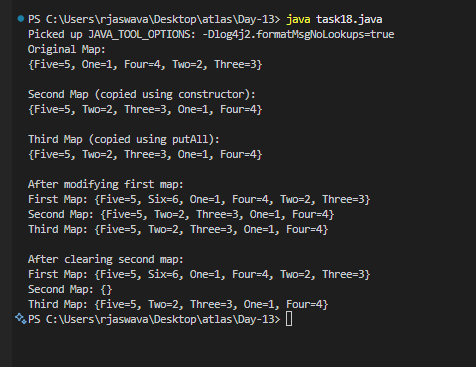 PS C:\Users\rjaswava\Desktop\atlas\Day-13> java task18.java
Picked up JAVA_TOOL_OPTIONS: -Dlog4j2.formatMsgNoLookups=true
Original Map:
{Five=5, One=1, Four=4, Two=2, Three=3}
Second Map (copied using constructor):
{Five=5, Two=2, Three=3, One=1, Four=4}
Third Map (copied using putAll):
{Five=5, Two=2, Three=3, One=1, Four=4}
After modifying first map:
First Map: {Five=5, Six=6, One=1, Four=4, Two=2, Three=3}
Second Map: {Five=5, Two=2, Three=3, One=1, Four=4}
Third Map: {Five=5, Two=2, Three=3, One=1, Four=4}
After clearing second map:
First Map: {Five=5, Six=6, One=1, Four=4, Two=2, Three=3}
Second Map: {}
Third Map: {Five=5, Two=2, Three=3, One=1, Four=4}
PS C:\Users\rjaswava\Desktop\atlas\Day-13>